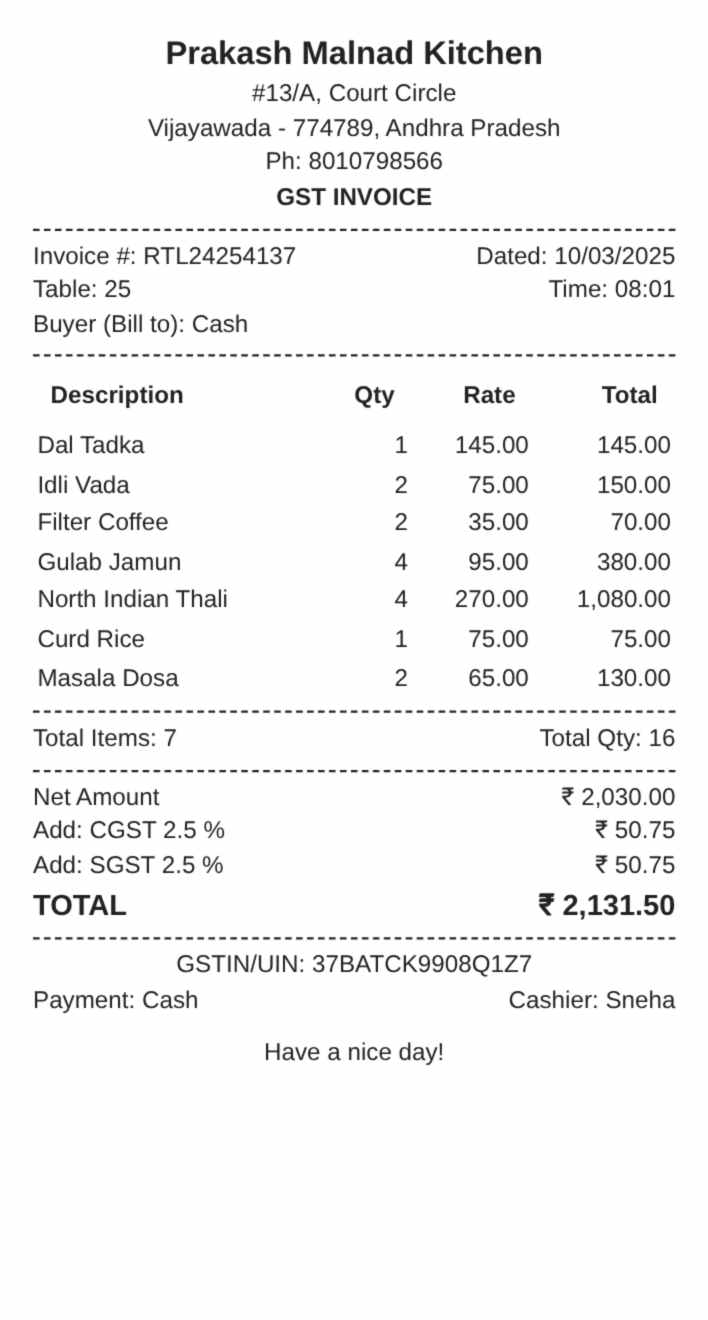 Prakash Malnad Kitchen
#13/A, Court Circle
Vijayawada - 774789, Andhra Pradesh
Ph: 8010798566
GST INVOICE
Invoice #: RTL24254137 Dated: 10/03/2025
Table: 25 Time: 08:01
Buyer (Bill to): Cash
Description Qty Rate Total
Dal Tadka 1 145.00 145.00
Idli Vada 2 75.00 150.00
Filter Coffee 2 35.00 70.00
Gulab Jamun 4 95.00 380.00
North Indian Thali 4 270.00 1,080.00
Curd Rice 1 75.00 75.00
Masala Dosa 2 65.00 130.00
Total Items: 7 Total Qty: 16
Net Amount ₹ 2,030.00
Add: CGST 2.5 % ₹ 50.75
Add: SGST 2.5 % ₹ 50.75
TOTAL ₹ 2,131.50
GSTIN/UIN: 37BATCK9908Q1Z7
Payment: Cash Cashier: Sneha
Have a nice day!